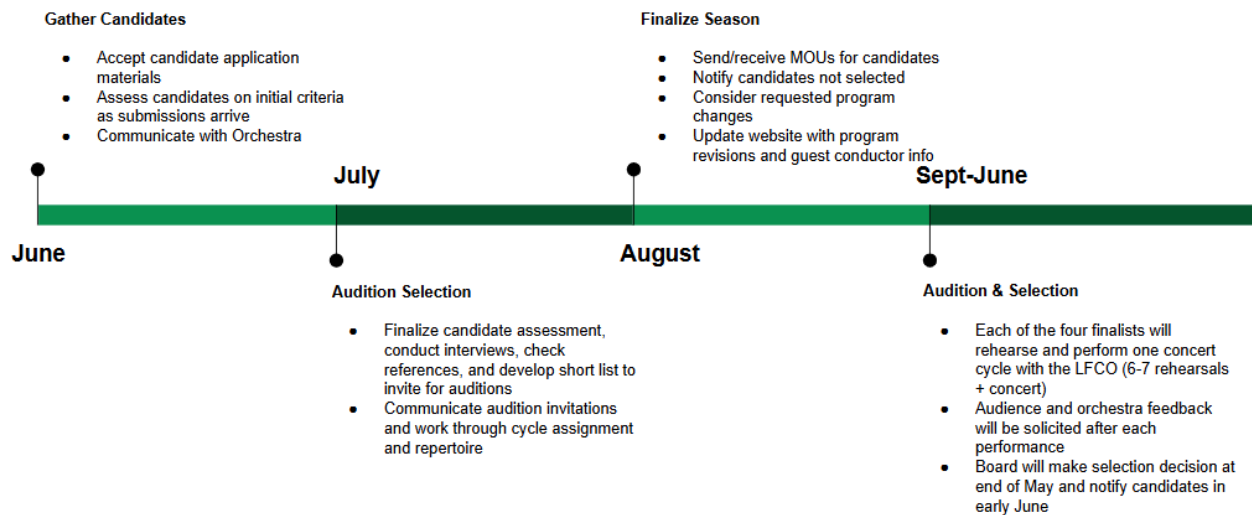 Gather Candidates
● Accept candidate application
materials
● Assess candidates on initial criteria
as submissions arrive
● Communicate with Orchestra
Finalize Season
● Send/receive MOUs for candidates
● Notify candidates not selected
● Consider requested program
changes
● Update website with program
revisions and guest conductor info
July
Sept-June
June
August
Audition Selection
● Finalize candidate assessment,
conduct interviews, check
references, and develop short list to
invite for auditions
● Communicate audition invitations
and work through cycle assignment
and repertoire
Audition & Selection
● Each of the four finalists will
rehearse and perform one concert
cycle with the LFCO (6-7 rehearsals
+ concert)
● Audience and orchestra feedback
will be solicited after each
performance
● Board will make selection decision at
end of May and notify candidates in
early June